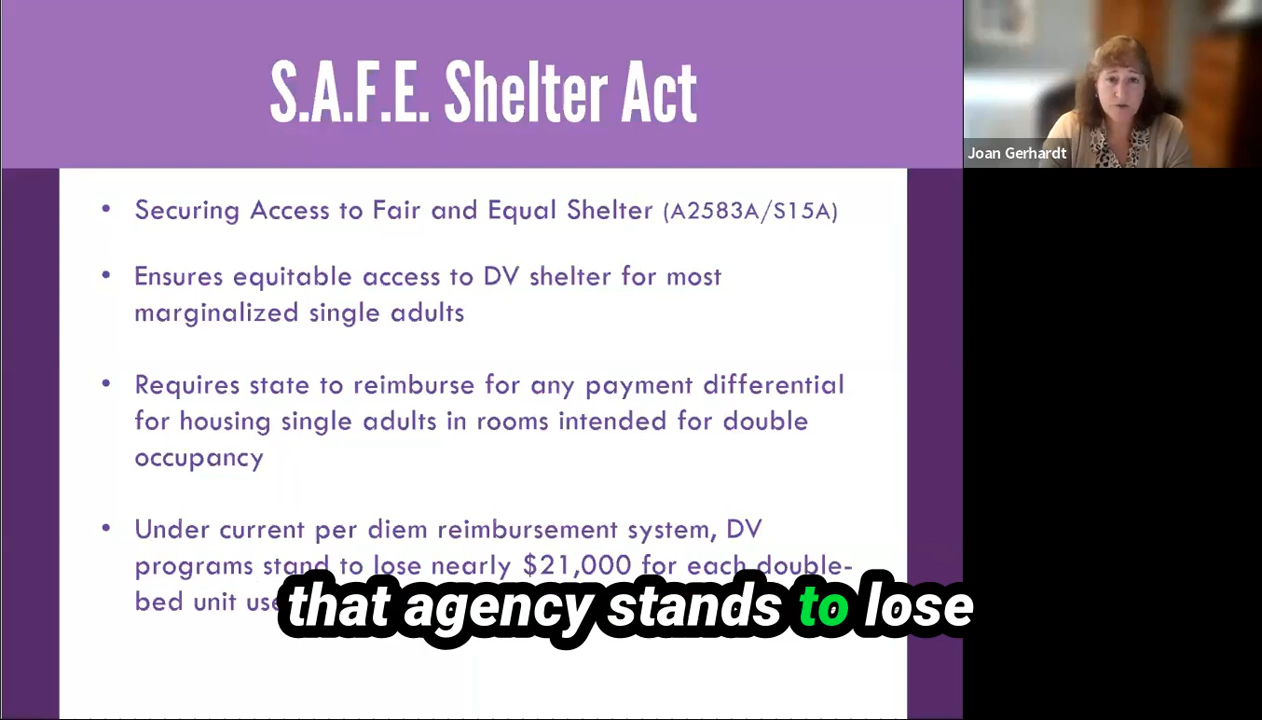 S.A.F.E. Shelter Act
Joan Gerhardt
• Securing Access to Fair and Equal Shelter (A2583A/S15A)
• Ensures equitable access to DV shelter for most
marginalized single adults
• Requires state to reimburse for any payment differential
for housing single adults in rooms intended for double
occupancy
• Under current per diem reimbursement system, DV
programs stand to lose nearly $21,000 for each double-
bed unit
that agency stands to lose